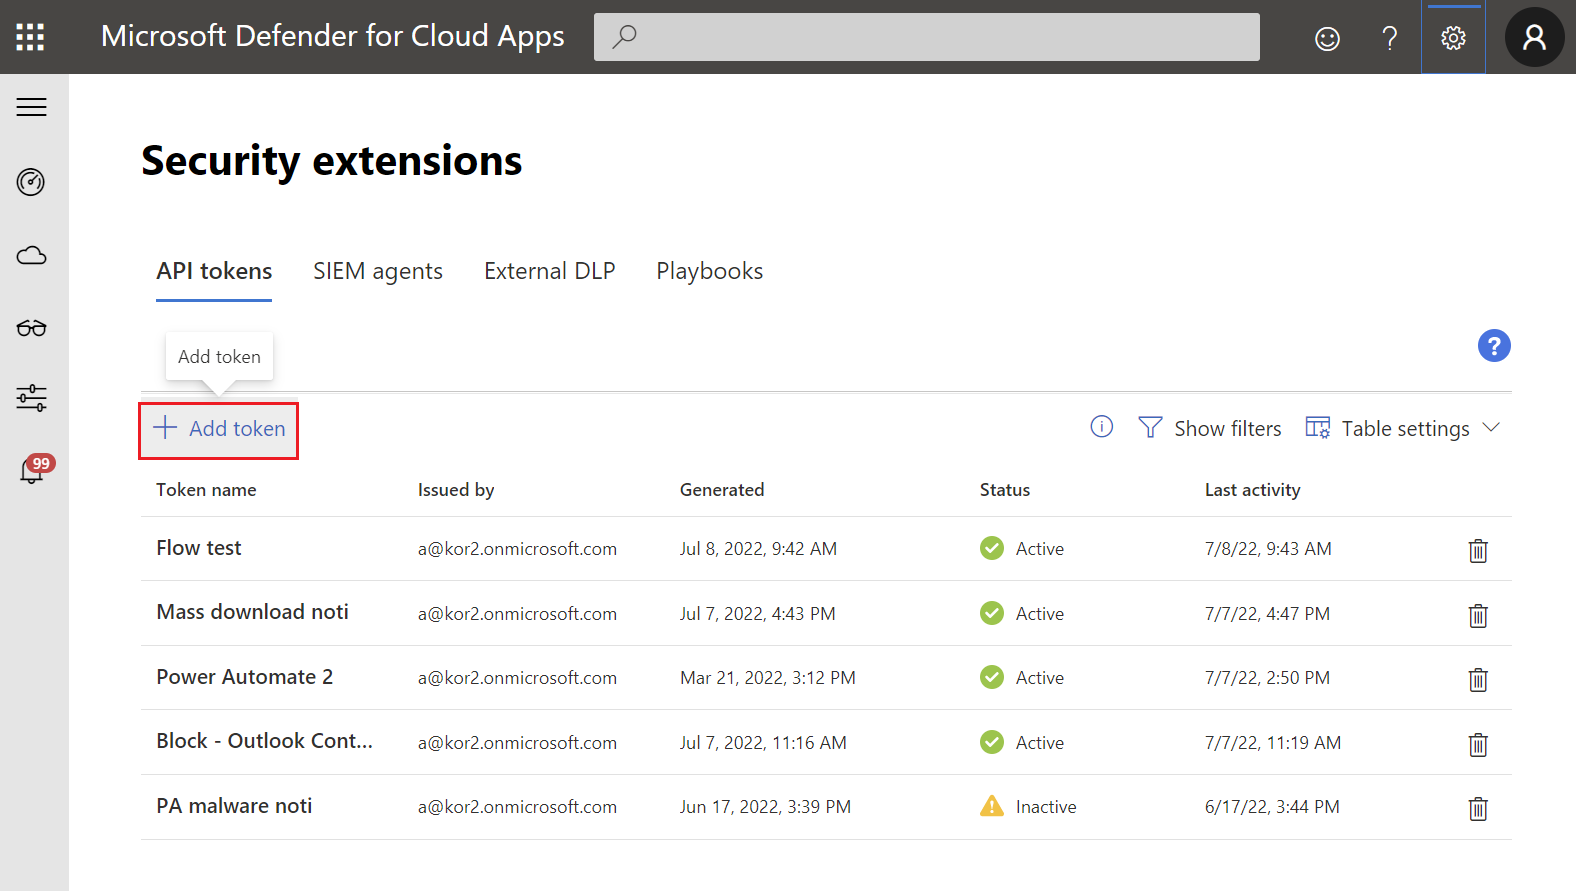 Microsoft Defender for Cloud Apps
?
Security extensions
API tokens SIEM agents External DLP Playbooks
Add token
?
Add token Show filters Table settings
Token name Issued by Generated Status Last activity
Flow test a@kor2.onmicrosoft.com Jul 8, 2022, 9:42 AM Active 7/8/22, 9:43 AM
99
Mass download noti a@kor2.onmicrosoft.com Jul 7, 2022, 4:43 PM Active 7/7/22, 4:47 PM
Power Automate 2 a@kor2.onmicrosoft.com Mar 21, 2022, 3:12 PM Active 7/7/22, 2:50 PM
Block - Outlook Cont... a@kor2.onmicrosoft.com Jul 7, 2022, 11:16 AM Active 7/7/22, 11:19 AM
PA malware noti a@kor2.onmicrosoft.com Jun 17, 2022, 3:39 PM Inactive 6/17/22, 3:44 PM